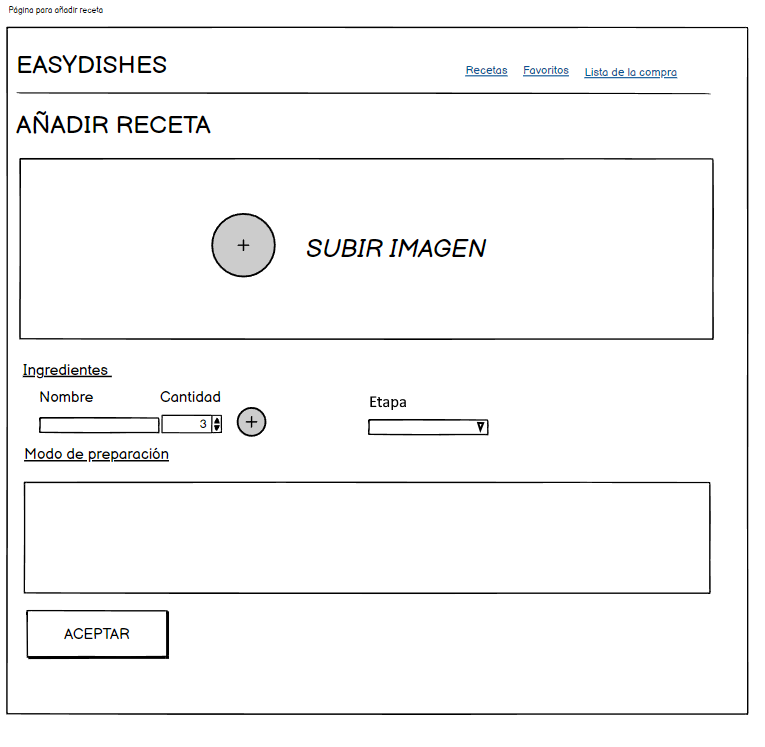 Página para añadir receta
EASYDISHES
Recetas Favoritos Lista de la compra
AÑADIR RECETA
+ SUBIR IMAGEN
Ingredientes
Nombre Cantidad Etapa
3 +
Modo de preparación
ACEPTAR